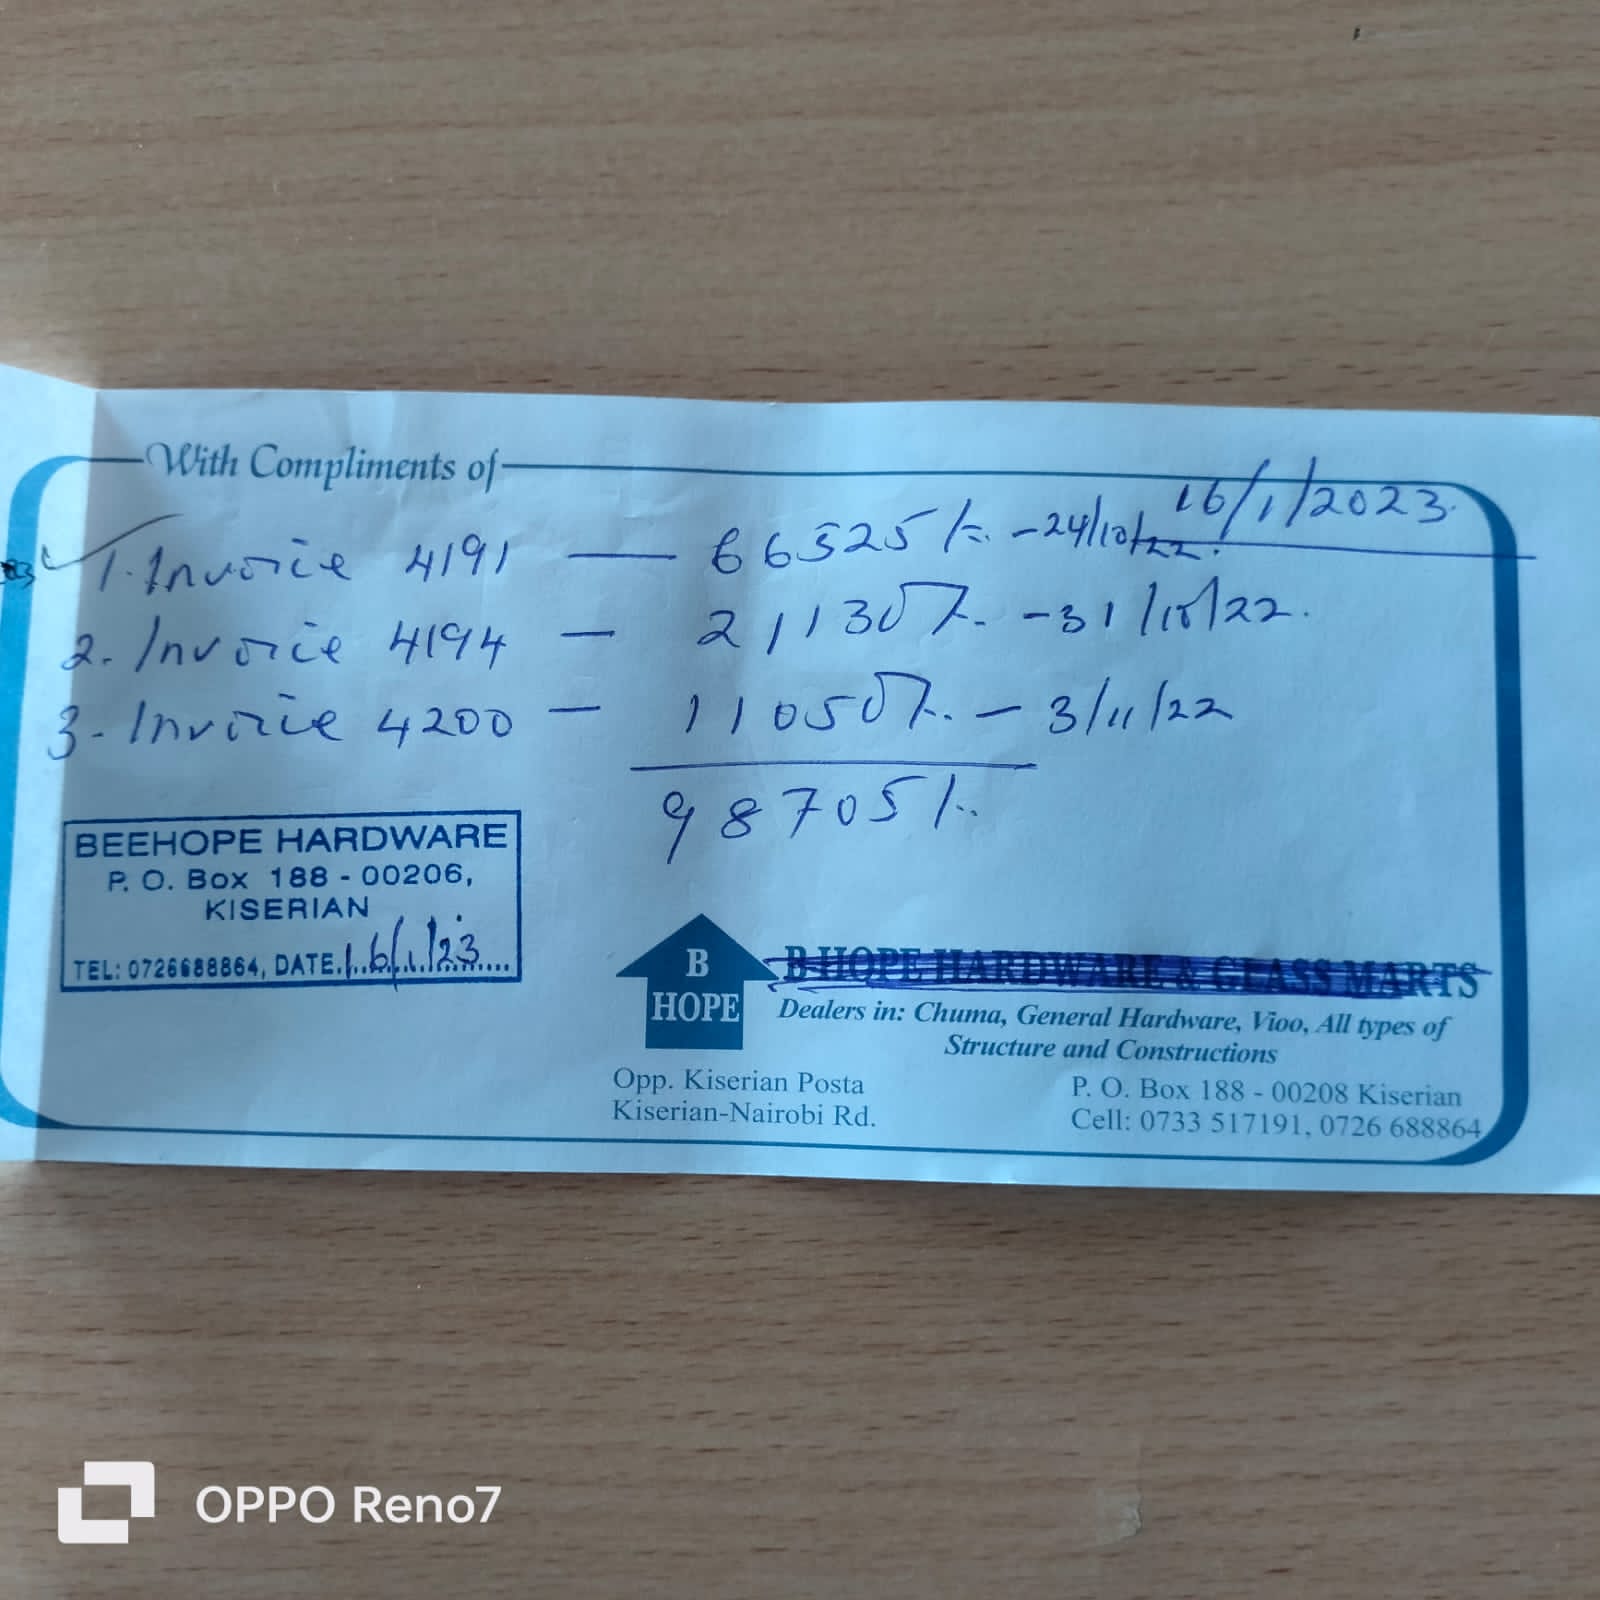 With Compliments of
16/1/2023
1. Invoice 4191 — 66525/=. - 24/10/22.
2. Invoice 4194 — 21130/=. - 31/10/22.
3. Invoice 4200 — 11050/=. - 3/11/22
98705/=.
BEEHOPE HARDWARE
P. O. Box 188 - 00206,
KISERIAN
TEL: 0726688864, DATE 16/1/23
B
HOPE
B HOPE HARDWARE & GLASS MARTS
Dealers in: Chuma, General Hardware, Vioo, All types of
Structure and Constructions
Opp. Kiserian Posta
Kiserian-Nairobi Rd.
P. O. Box 188 - 00208 Kiserian
Cell: 0733 517191, 0726 688864
OPPO Reno7